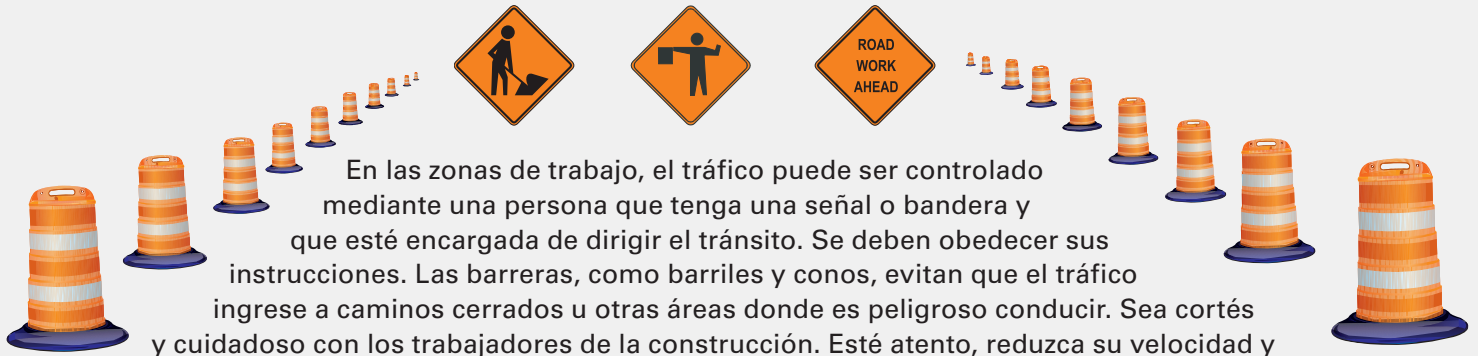 ROAD
WORK
AHEAD
En las zonas de trabajo, el tráfico puede ser controlado
mediante una persona que tenga una señal o bandera y
que esté encargada de dirigir el tránsito. Se deben obedecer sus
instrucciones. Las barreras, como barriles y conos, evitan que el tráfico
ingrese a caminos cerrados u otras áreas donde es peligroso conducir. Sea cortés
y cuidadoso con los trabajadores de la construcción. Esté atento, reduzca su velocidad y